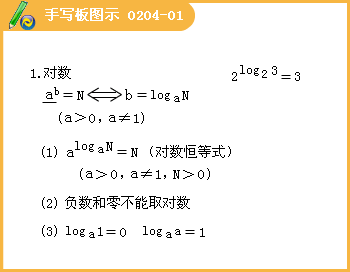 手写板图示 0204-01
1.对数
2^{log_2 3}=3
a^b=N⟺b=log_a N
(a>0,a≠1)
(1) a^{log_a N}=N (对数恒等式)
(a>0,a≠1,N>0)
(2) 负数和零不能取对数
(3) log_a 1=0 log_a a=1